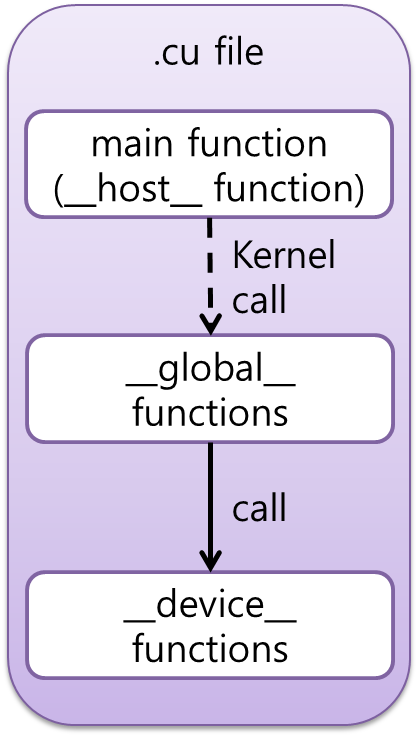 .cu file
main function
(__host__ function)
Kernel
call
__global__
functions
call
__device__
functions